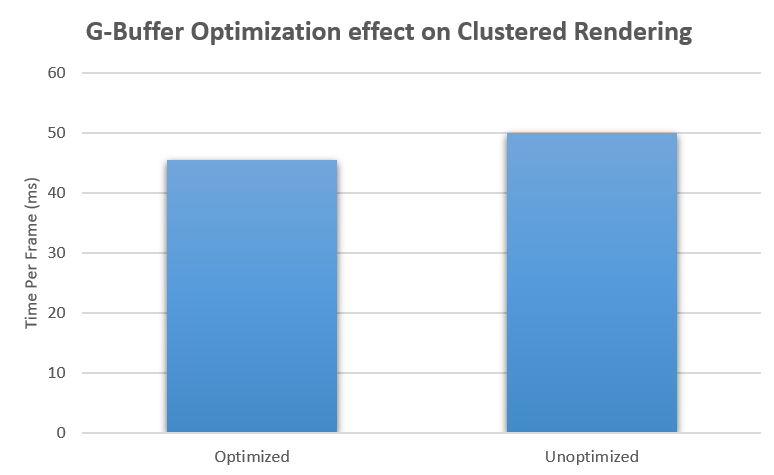 G-Buffer Optimization effect on Clustered Rendering
60
50
40
30
20
10
0
Time Per Frame (ms)
Optimized
Unoptimized